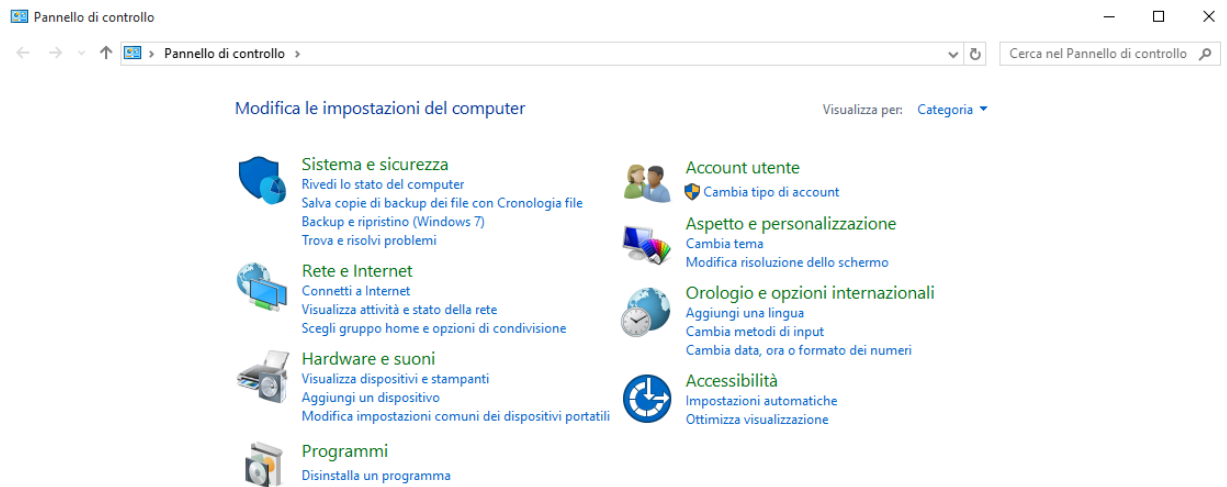 Pannello di controllo
Pannello di controllo
Cerca nel Pannello di controllo
Modifica le impostazioni del computer
Visualizza per: Categoria
Sistema e sicurezza
Rivedi lo stato del computer
Salva copie di backup dei file con Cronologia file
Backup e ripristino (Windows 7)
Trova e risolvi problemi
Rete e Internet
Connetti a Internet
Visualizza attività e stato della rete
Scegli gruppo home e opzioni di condivisione
Hardware e suoni
Visualizza dispositivi e stampanti
Aggiungi un dispositivo
Modifica impostazioni comuni dei dispositivi portatili
Programmi
Disinstalla un programma
Account utente
Cambia tipo di account
Aspetto e personalizzazione
Cambia tema
Modifica risoluzione dello schermo
Orologio e opzioni internazionali
Aggiungi una lingua
Cambia metodi di input
Cambia data, ora o formato dei numeri
Accessibilità
Impostazioni automatiche
Ottimizza visualizzazione